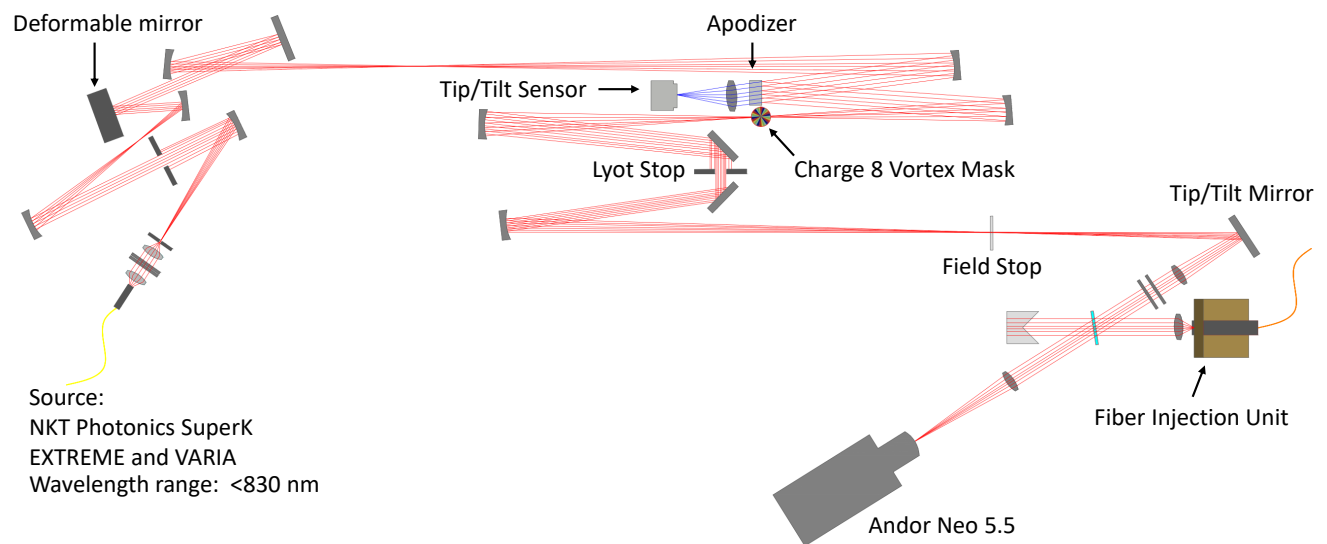 Deformable mirror
Apodizer
Tip/Tilt Sensor
Lyot Stop
Charge 8 Vortex Mask
Tip/Tilt Mirror
Field Stop
Source:
NKT Photonics SuperK
EXTREME and VARIA
Wavelength range: <830 nm
Fiber Injection Unit
Andor Neo 5.5